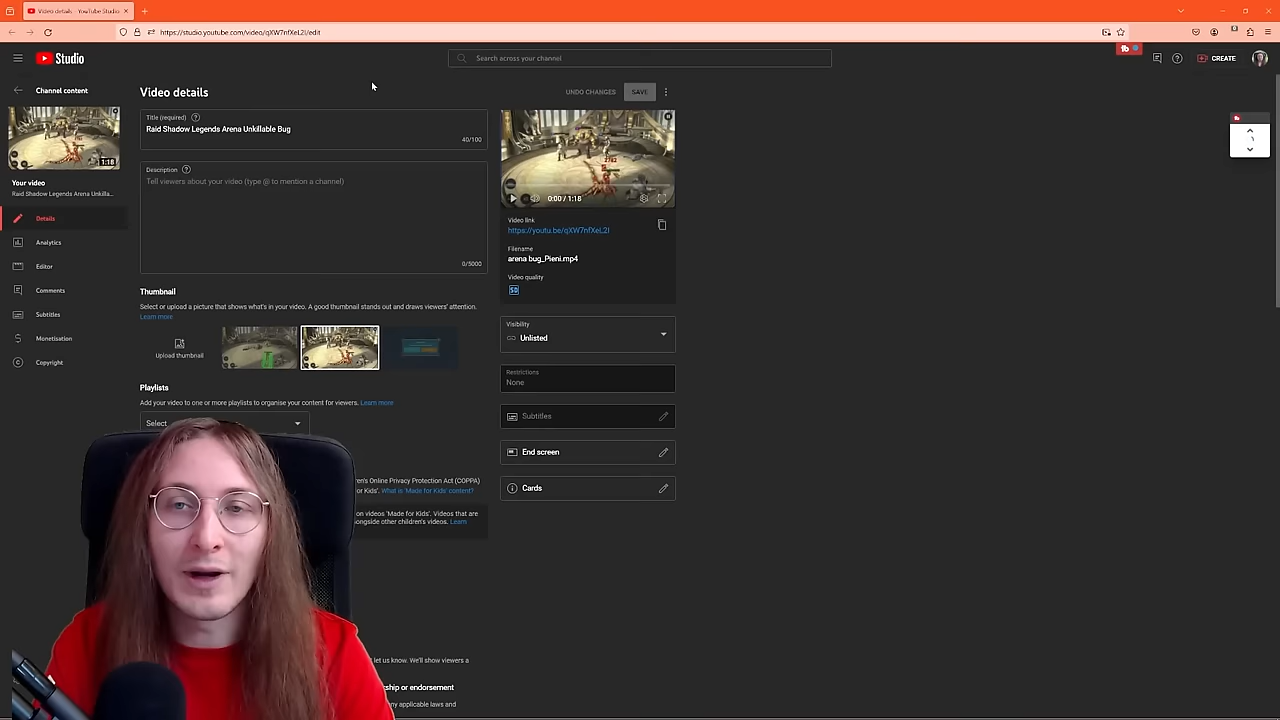 Video details - YouTube Studio
https://studio.youtube.com/video/qXW7nfXeL2I/edit
Studio
Search across your channel
CREATE
Channel content
1:18
Your video
Raid Shadow Legends Arena Unkilla...
Details
Analytics
Editor
Comments
Subtitles
Monetisation
Copyright
Video details
UNDO CHANGES
SAVE
Title (required)
Raid Shadow Legends Arena Unkillable Bug
40/100
Description
Tell viewers about your video (type @ to mention a channel)
0/5000
Thumbnail
Select or upload a picture that shows what's in your video. A good thumbnail stands out and draws viewers' attention.
Learn more
Upload thumbnail
Playlists
Add your video to one or more playlists to organise your content for viewers. Learn more
Select
ren's Online Privacy Protection Act (COPPA)
or Kids'. What is 'Made for Kids' content?
on videos 'Made for Kids'. Videos that are
ongside other children's videos. Learn
let us know. We'll show viewers a
ship or endorsement
any applicable laws and
0:00 / 1:18
Video link
https://youtu.be/qXW7nfXeL2I
Filename
arena bug_Pieni.mp4
Video quality
SD
Visibility
Unlisted
Restrictions
None
Subtitles
End screen
Cards